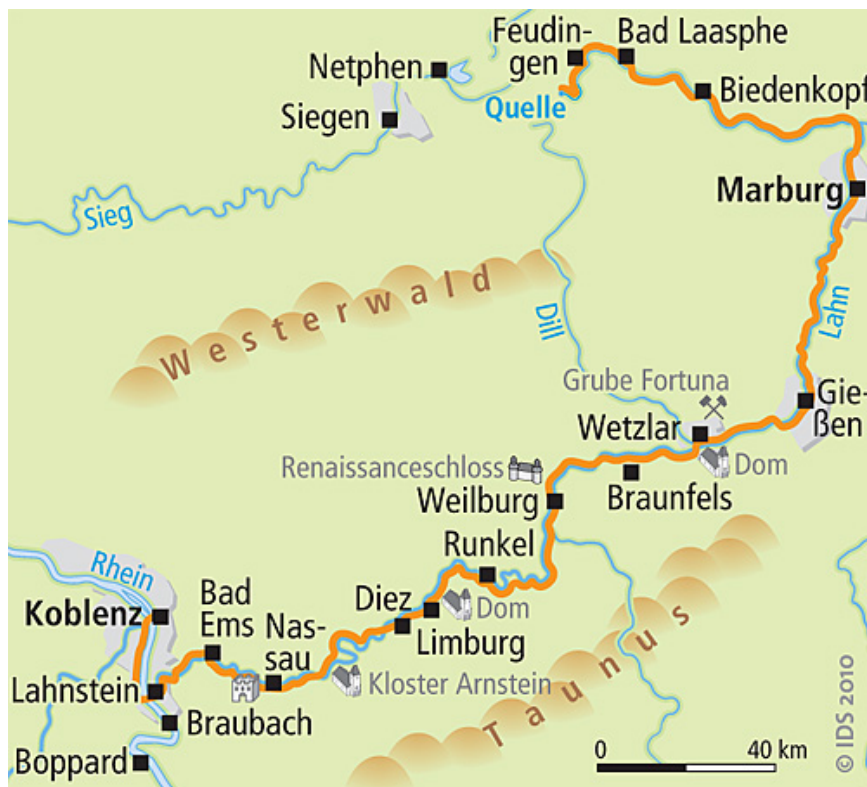 Feudin-
gen
Bad Laasphe
Netphen
Quelle
Biedenkopf
Siegen
Marburg
Sieg
Westerwald
Lahn
Dill
Grube Fortuna
Gie-
ßen
Wetzlar
Dom
Renaissanceschloss
Braunfels
Weilburg
Runkel
Rhein
Bad
Ems
Koblenz
Nas-
sau
Diez
Dom
Limburg
Taunus
Lahnstein
Kloster Arnstein
Braubach
Boppard
0 40 km
© IDS 2010